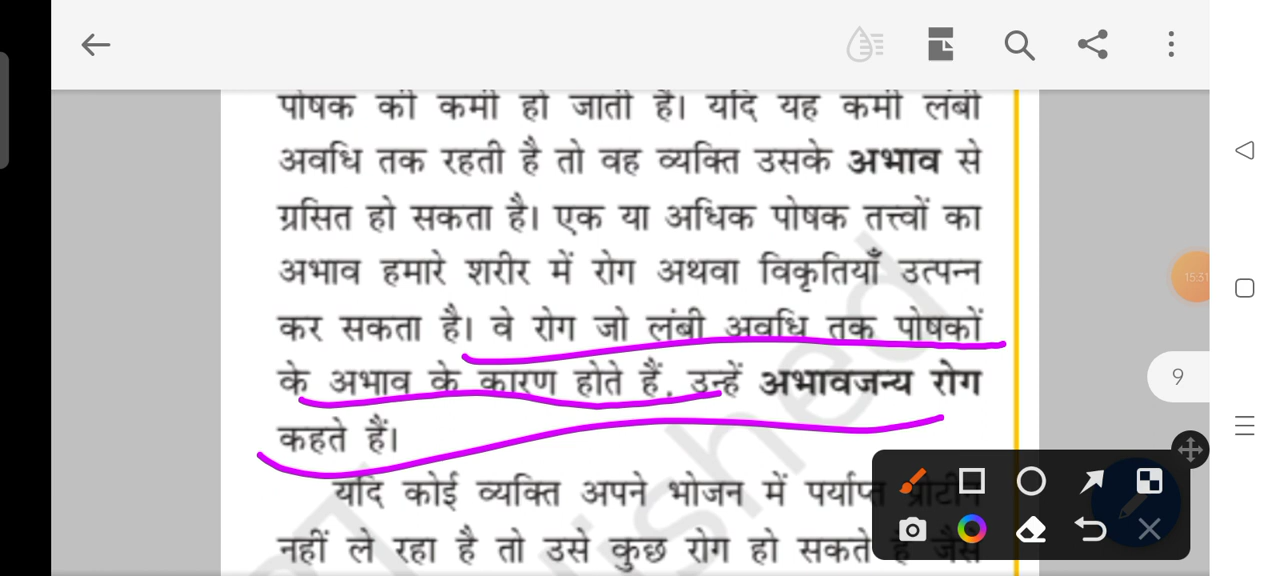 पोषक की कमी हो जाती है। यदि यह कमी लंबी
अवधि तक रहती है तो वह व्यक्ति उसके अभाव से
ग्रसित हो सकता है। एक या अधिक पोषक तत्त्वों का
अभाव हमारे शरीर में रोग अथवा विकृतियाँ उत्पन्न
कर सकता है। वे रोग जो लंबी अवधि तक पोषकों
के अभाव के कारण होते हैं, उन्हें अभावजन्य रोग
कहते हैं।
यदि कोई व्यक्ति अपने भोजन में पर्याप्त प्रोटीन
नहीं ले रहा है तो उसे कुछ रोग हो सकते हैं जैसे
15:31
9